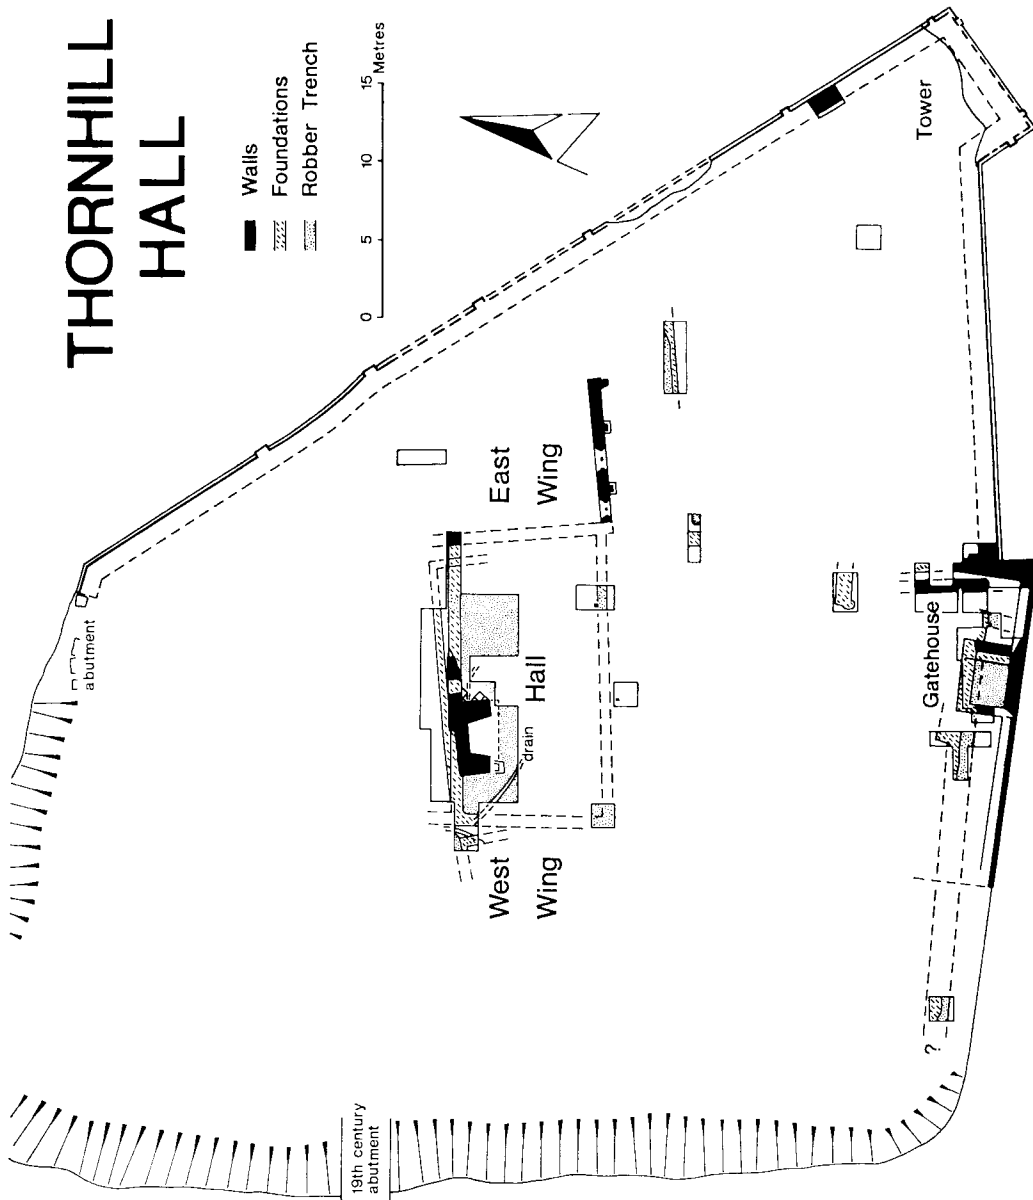 THORNHILL
HALL
Walls
Foundations
Robber Trench
0 5 10 15
Metres
abutment
East
Wing
Tower
Hall
drain
West
Wing
Gatehouse
?
19th century
abutment